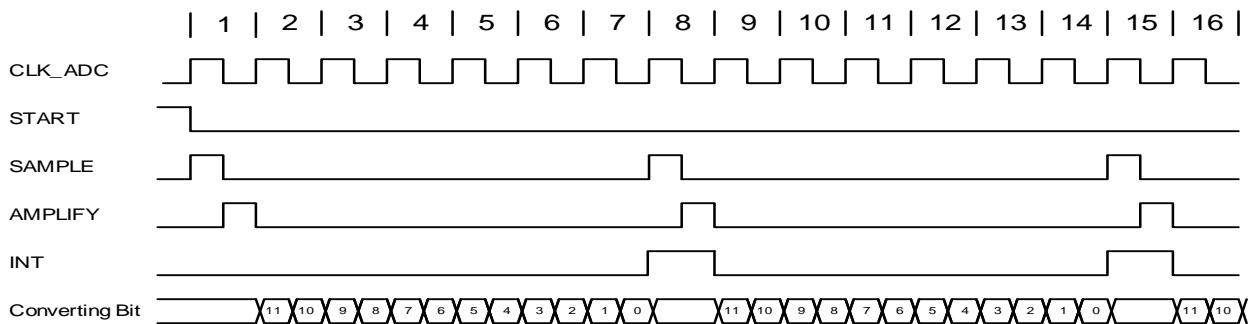 1 2 3 4 5 6 7 8 9 10 11 12 13 14 15 16
CLK_ADC
START
SAMPLE
AMPLIFY
INT
Converting Bit 11 10 9 8 7 6 5 4 3 2 1 0 11 10 9 8 7 6 5 4 3 2 1 0 11 10